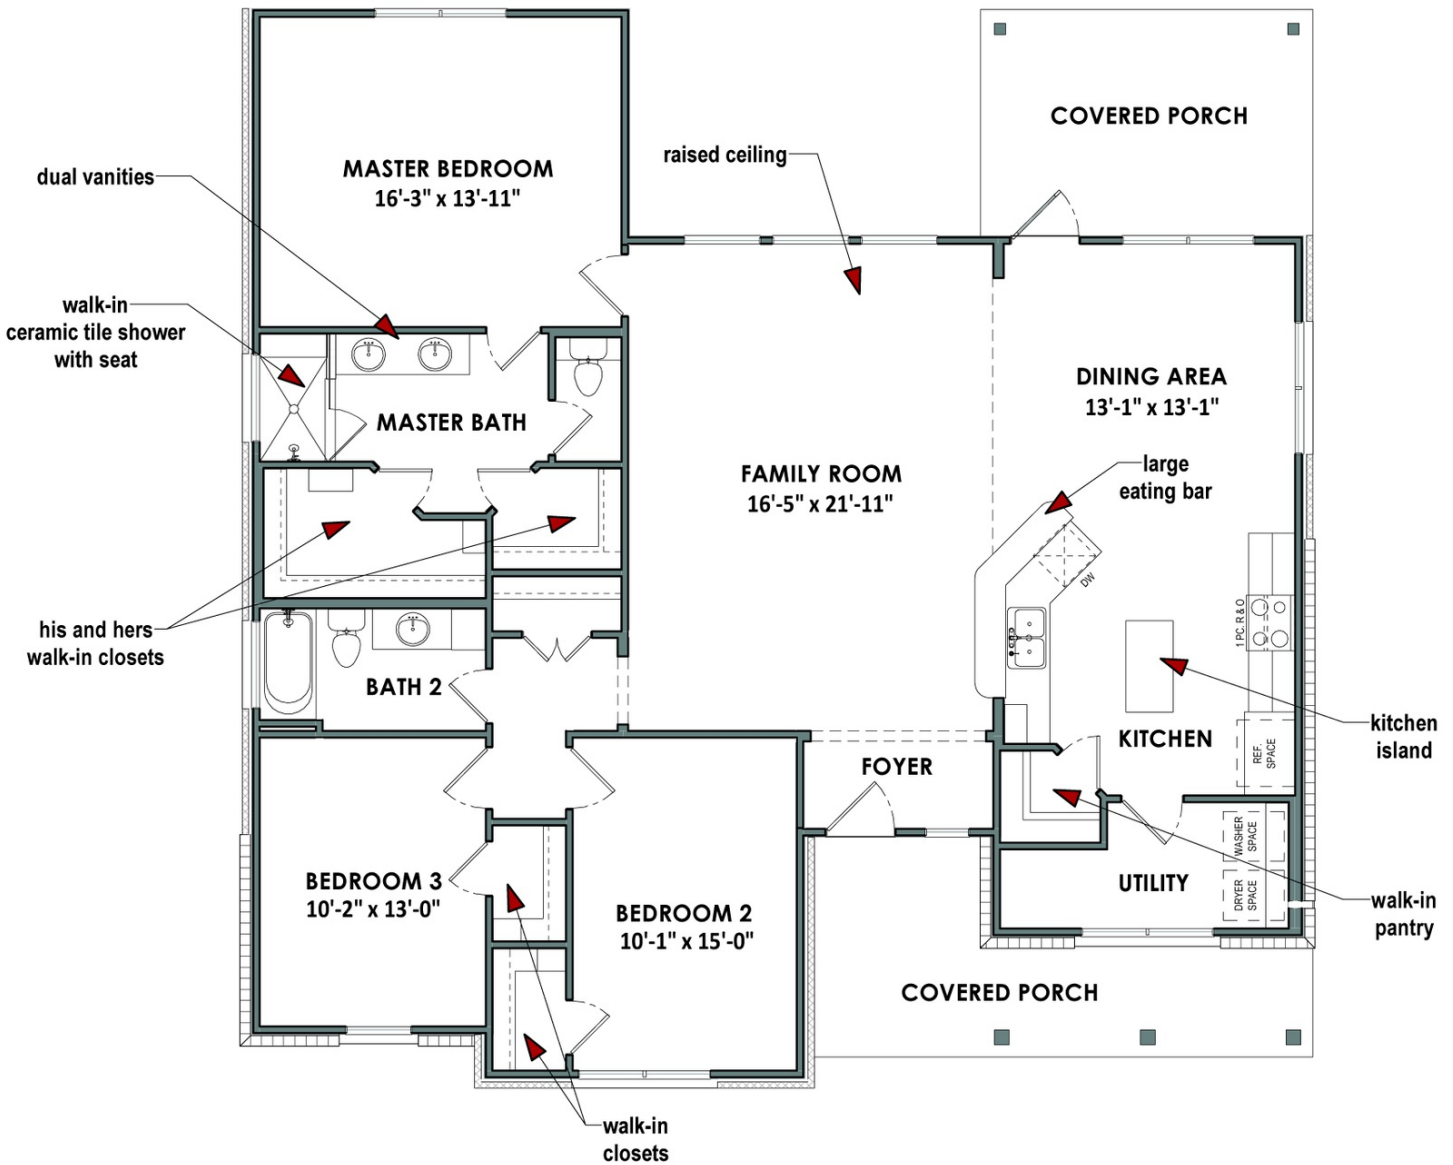 COVERED PORCH
raised ceiling
MASTER BEDROOM
16'-3" x 13'-11"
dual vanities
walk-in
ceramic tile shower
with seat
DINING AREA
13'-1" x 13'-1"
MASTER BATH
FAMILY ROOM
16'-5" x 21'-11"
large
eating bar
DW
1 PC. R & O
his and hers
walk-in closets
BATH 2
kitchen
island
KITCHEN
REF.
SPACE
FOYER
WASHER
SPACE
BEDROOM 3
10'-2" x 13'-0"
UTILITY
DRYER
SPACE
walk-in
pantry
BEDROOM 2
10'-1" x 15'-0"
COVERED PORCH
walk-in
closets